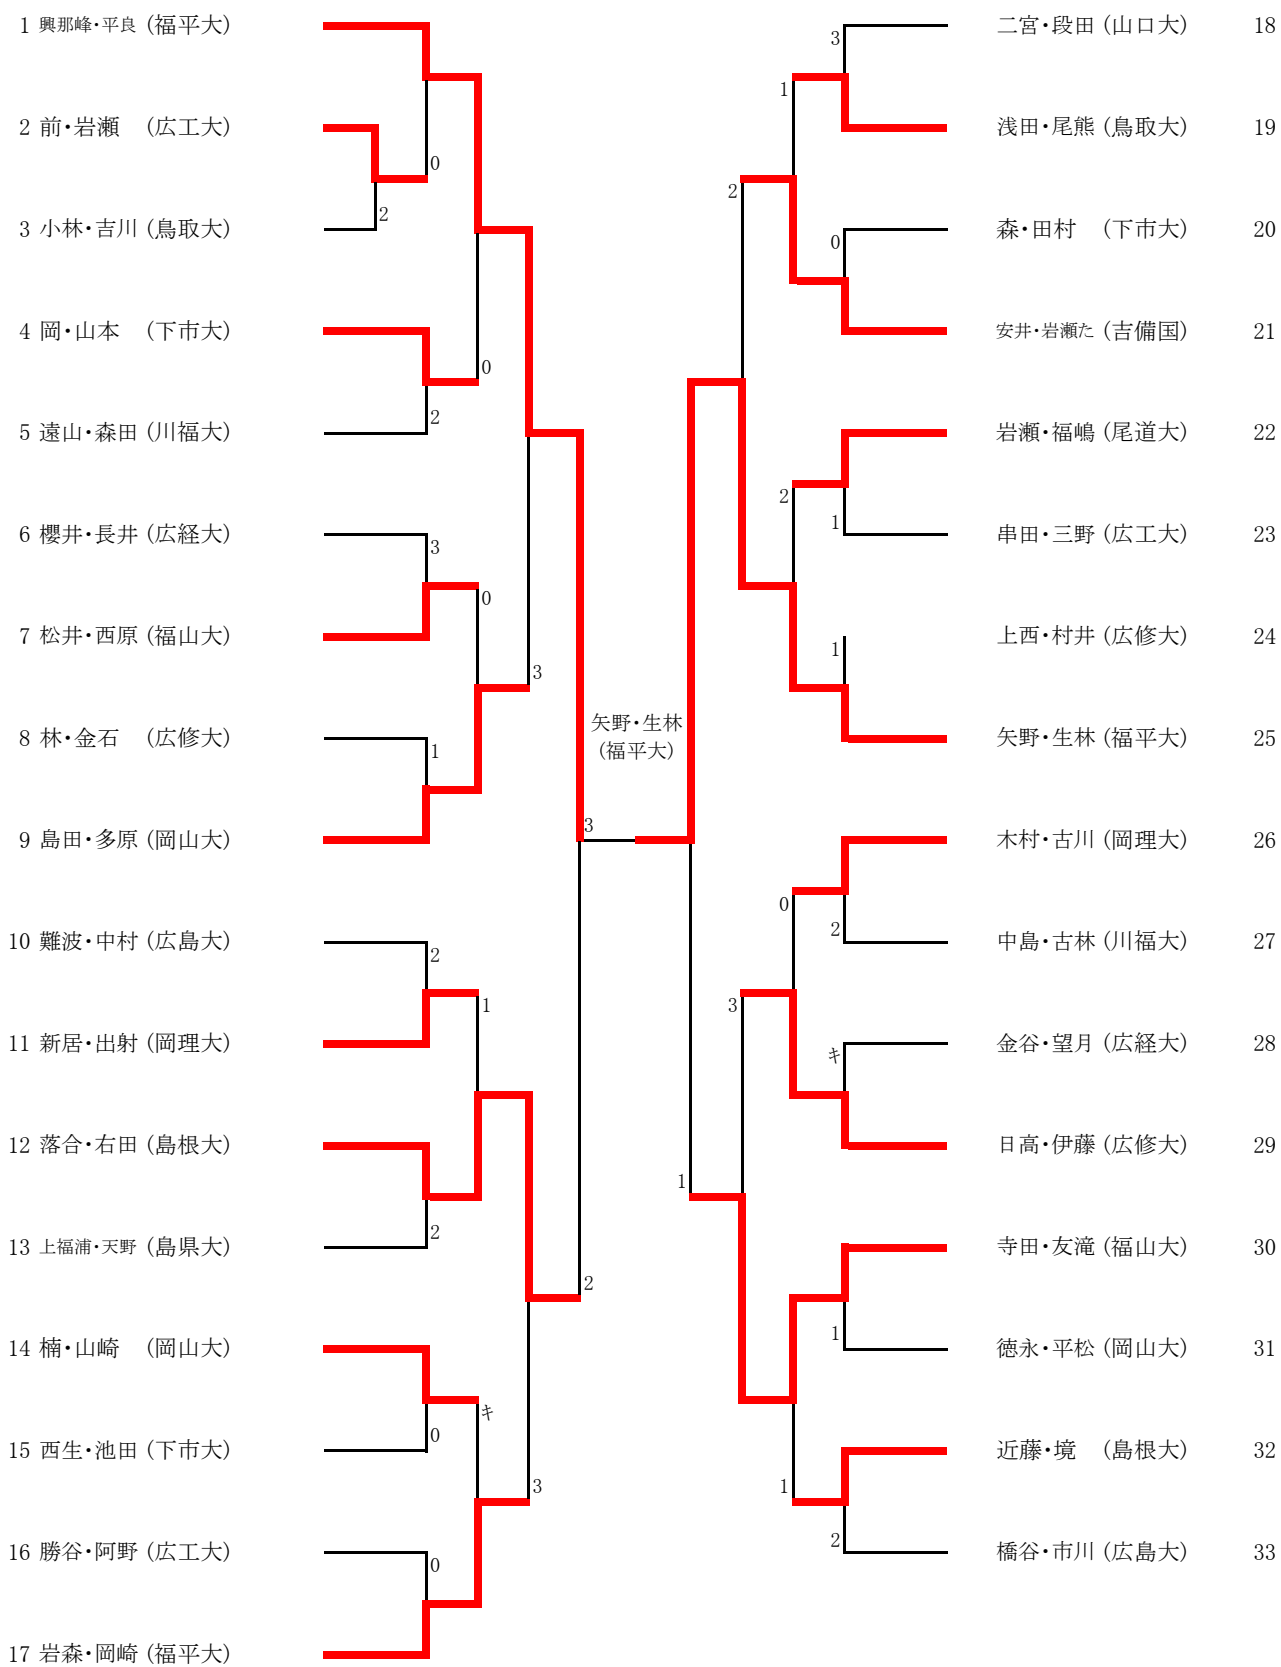 1 興那峰・平良 (福平大)
2 前・岩瀬　(広工大)
0
2
3 小林・吉川 (鳥取大)
4 岡・山本　(下市大)
0
2
5 遠山・森田 (川福大)
6 櫻井・長井 (広経大)
3
0
7 松井・西原 (福山大)
3
8 林・金石　(広修大)
1
9 島田・多原 (岡山大)
10 難波・中村 (広島大)
2
1
11 新居・出射 (岡理大)
12 落合・右田 (島根大)
2
13 上福浦・天野 (島県大)
2
14 楠・山崎　(岡山大)
キ
0
15 西生・池田 (下市大)
3
16 勝谷・阿野 (広工大)
0
17 岩森・岡崎 (福平大)
矢野・生林
(福平大)
3
二宮・段田 (山口大) 18
3
1
浅田・尾熊 (鳥取大) 19
2
森・田村　(下市大) 20
0
安井・岩瀬た (吉備国) 21
岩瀬・福嶋 (尾道大) 22
2
1
串田・三野 (広工大) 23
上西・村井 (広修大) 24
1
矢野・生林 (福平大) 25
木村・古川 (岡理大) 26
0
2
中島・古林 (川福大) 27
3
金谷・望月 (広経大) 28
キ
日高・伊藤 (広修大) 29
1
寺田・友滝 (福山大) 30
1
徳永・平松 (岡山大) 31
近藤・境　(島根大) 32
1
2
橋谷・市川 (広島大) 33